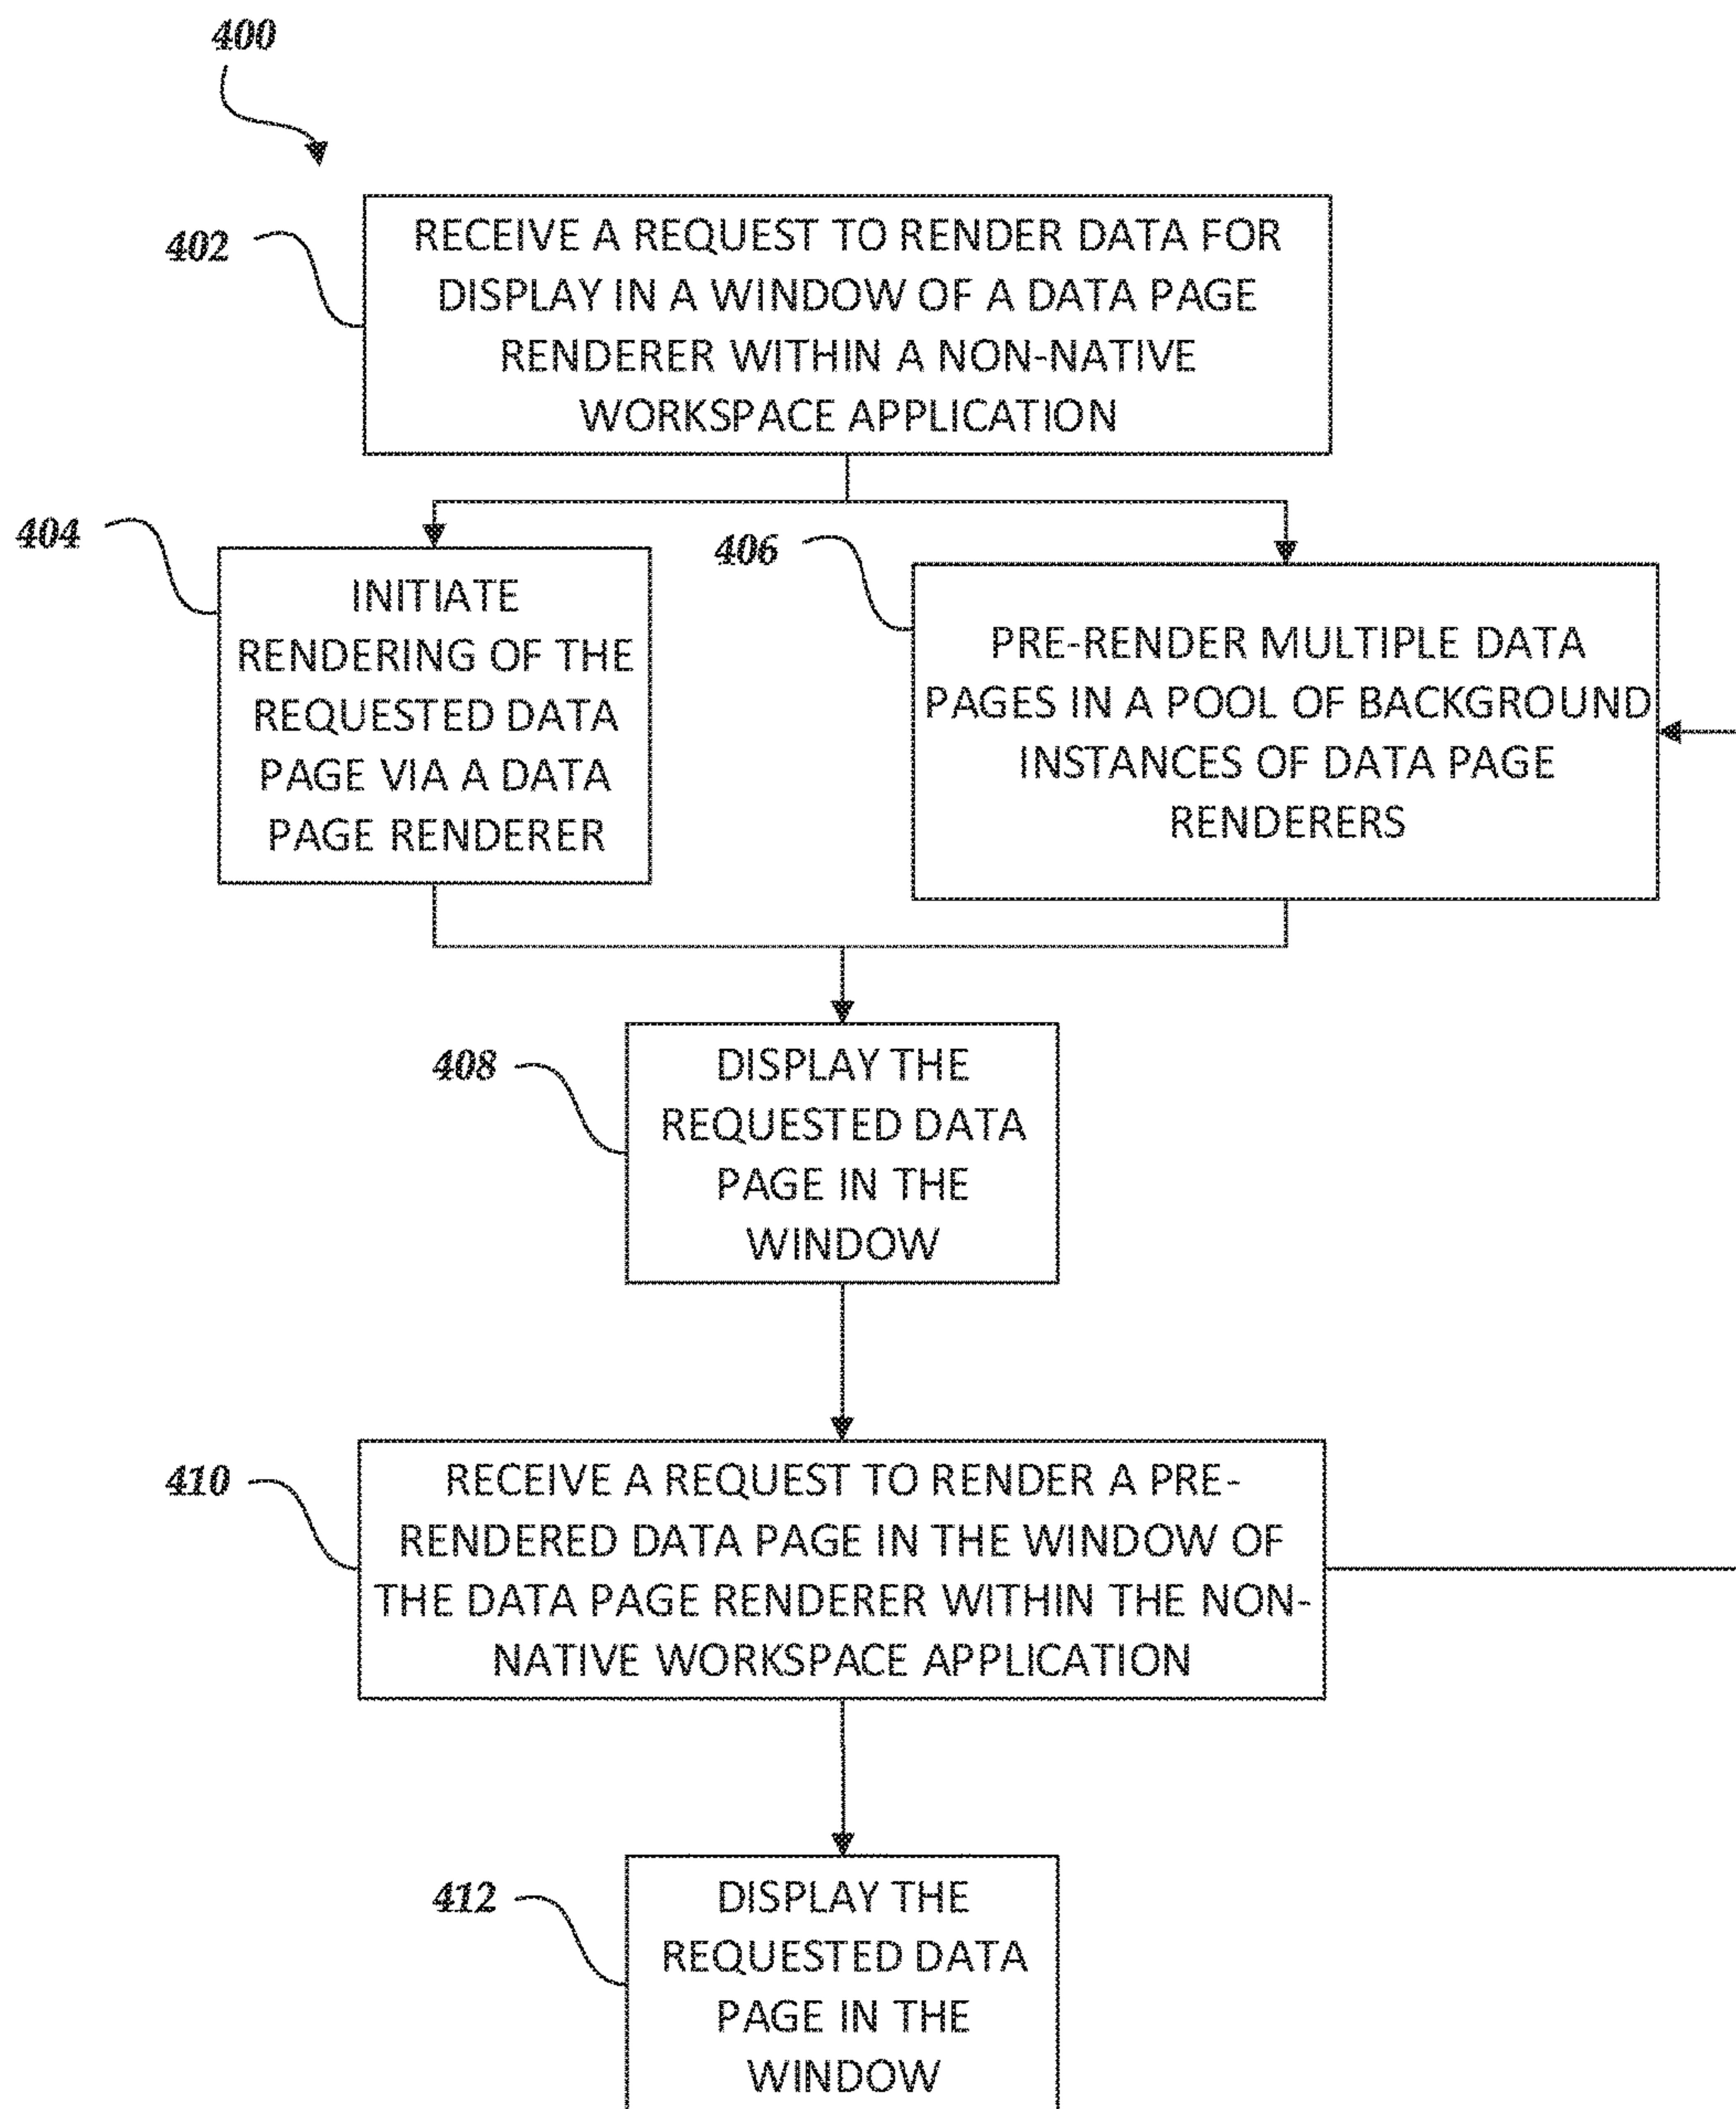 400
402
RECEIVE A REQUEST TO RENDER DATA FOR
DISPLAY IN A WINDOW OF A DATA PAGE
RENDERER WITHIN A NON-NATIVE
WORKSPACE APPLICATION
404
INITIATE
RENDERING OF THE
REQUESTED DATA
PAGE VIA A DATA
PAGE RENDERER
406
PRE-RENDER MULTIPLE DATA
PAGES IN A POOL OF BACKGROUND
INSTANCES OF DATA PAGE
RENDERERS
408
DISPLAY THE
REQUESTED DATA
PAGE IN THE
WINDOW
410
RECEIVE A REQUEST TO RENDER A PRE-
RENDERED DATA PAGE IN THE WINDOW OF
THE DATA PAGE RENDERER WITHIN THE NON-
NATIVE WORKSPACE APPLICATION
412
DISPLAY THE
REQUESTED DATA
PAGE IN THE
WINDOW